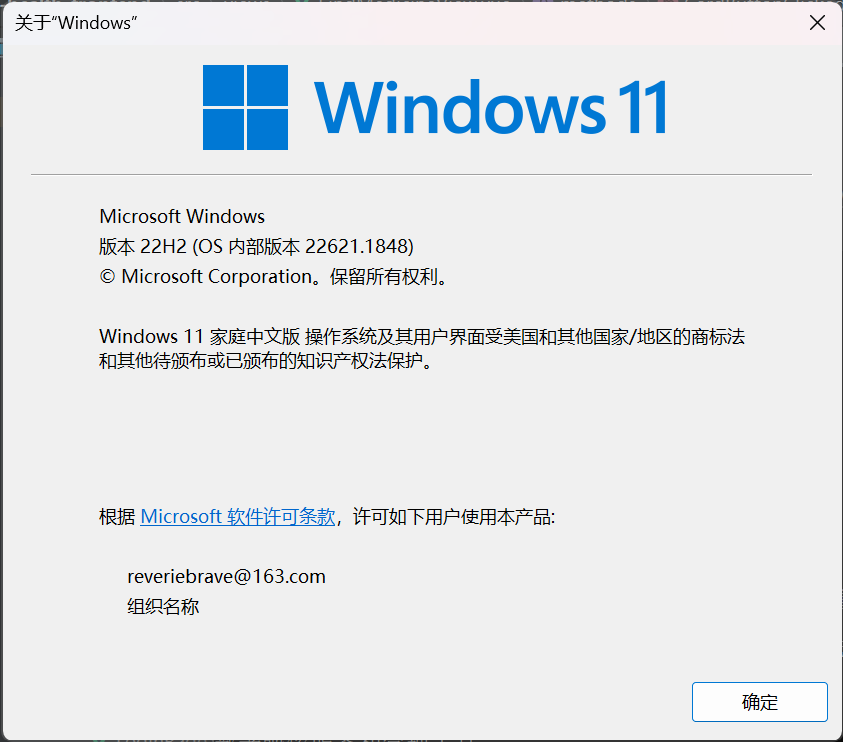 关于“Windows”
Windows 11
Microsoft Windows
版本 22H2 (OS 内部版本 22621.1848)
© Microsoft Corporation。保留所有权利。
Windows 11 家庭中文版 操作系统及其用户界面受美国和其他国家/地区的商标法
和其他待颁布或已颁布的知识产权法保护。
根据 Microsoft 软件许可条款，许可如下用户使用本产品:
reveriebrave@163.com
组织名称
确定